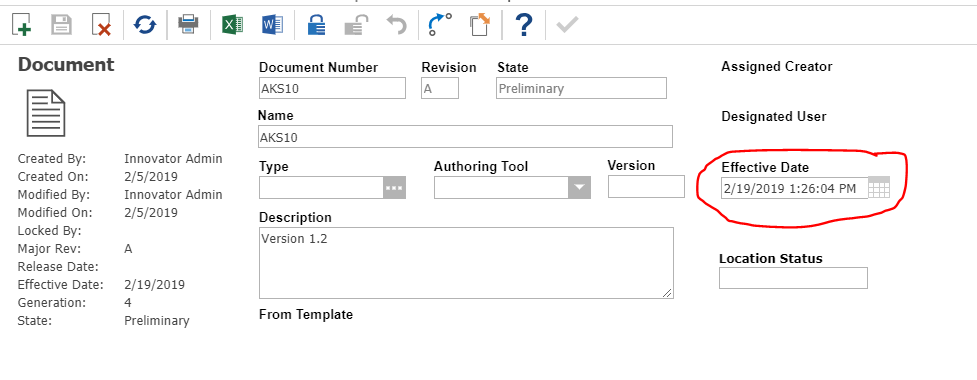 Document
Created By: Innovator Admin
Created On: 2/5/2019
Modified By: Innovator Admin
Modified On: 2/5/2019
Locked By:
Major Rev: A
Release Date:
Effective Date: 2/19/2019
Generation: 4
State: Preliminary
Document Number Revision State
AKS10 A Preliminary
Name
AKS10
Type Authoring Tool Version
Description
Version 1.2
From Template
Assigned Creator
Designated User
Effective Date
2/19/2019 1:26:04 PM
Location Status